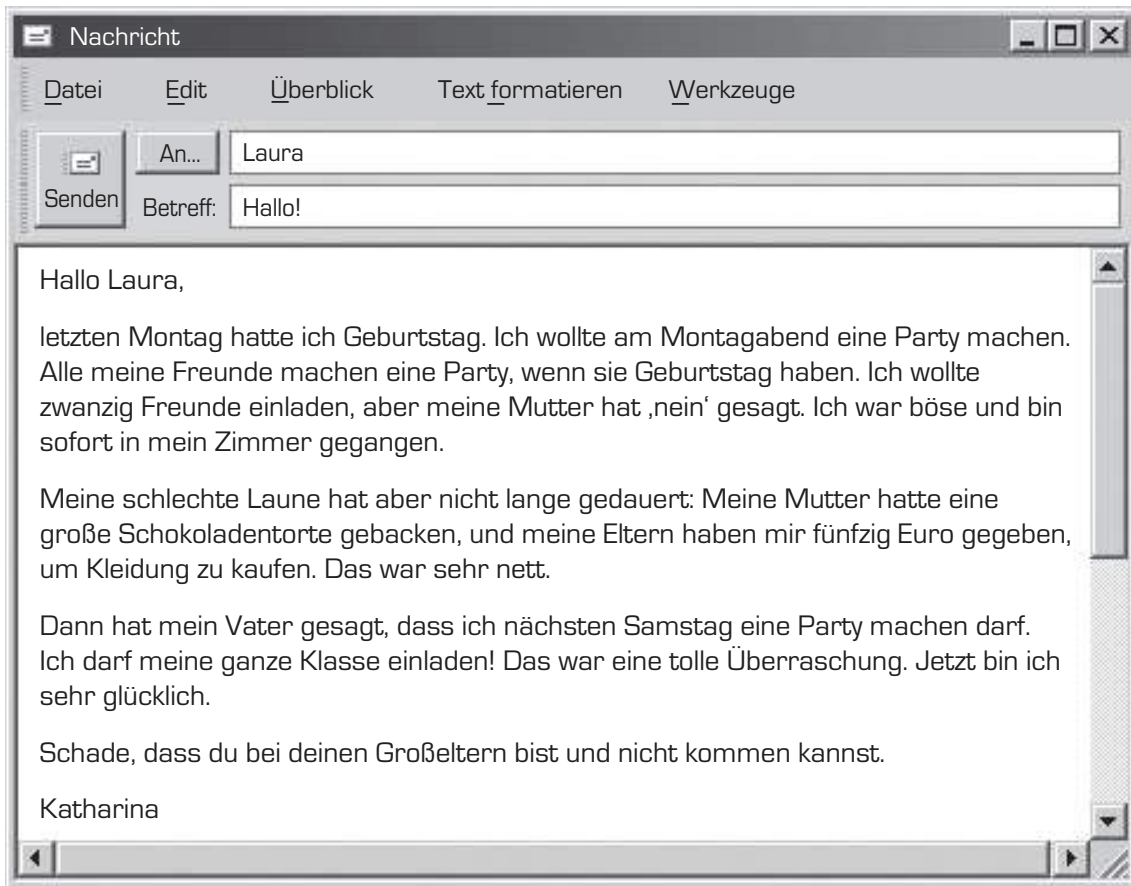 Nachricht
Datei Edit Überblick Text formatieren Werkzeuge
An... Laura
Senden
Betreff: Hallo!
Hallo Laura,
letzten Montag hatte ich Geburtstag. Ich wollte am Montagabend eine Party machen.
Alle meine Freunde machen eine Party, wenn sie Geburtstag haben. Ich wollte
zwanzig Freunde einladen, aber meine Mutter hat ‚nein‘ gesagt. Ich war böse und bin
sofort in mein Zimmer gegangen.
Meine schlechte Laune hat aber nicht lange gedauert: Meine Mutter hatte eine
große Schokoladentorte gebacken, und meine Eltern haben mir fünfzig Euro gegeben,
um Kleidung zu kaufen. Das war sehr nett.
Dann hat mein Vater gesagt, dass ich nächsten Samstag eine Party machen darf.
Ich darf meine ganze Klasse einladen! Das war eine tolle Überraschung. Jetzt bin ich
sehr glücklich.
Schade, dass du bei deinen Großeltern bist und nicht kommen kannst.
Katharina